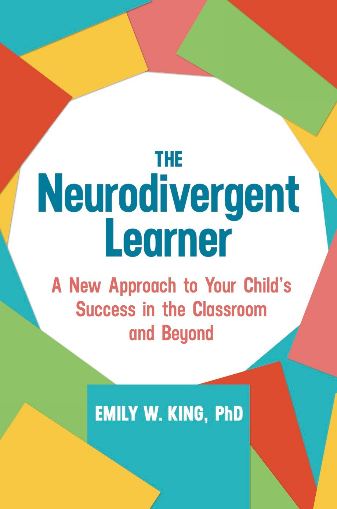 THE
Neurodivergent
Learner
A New Approach to Your Child's
Success in the Classroom
and Beyond
EMILY W. KING, PhD